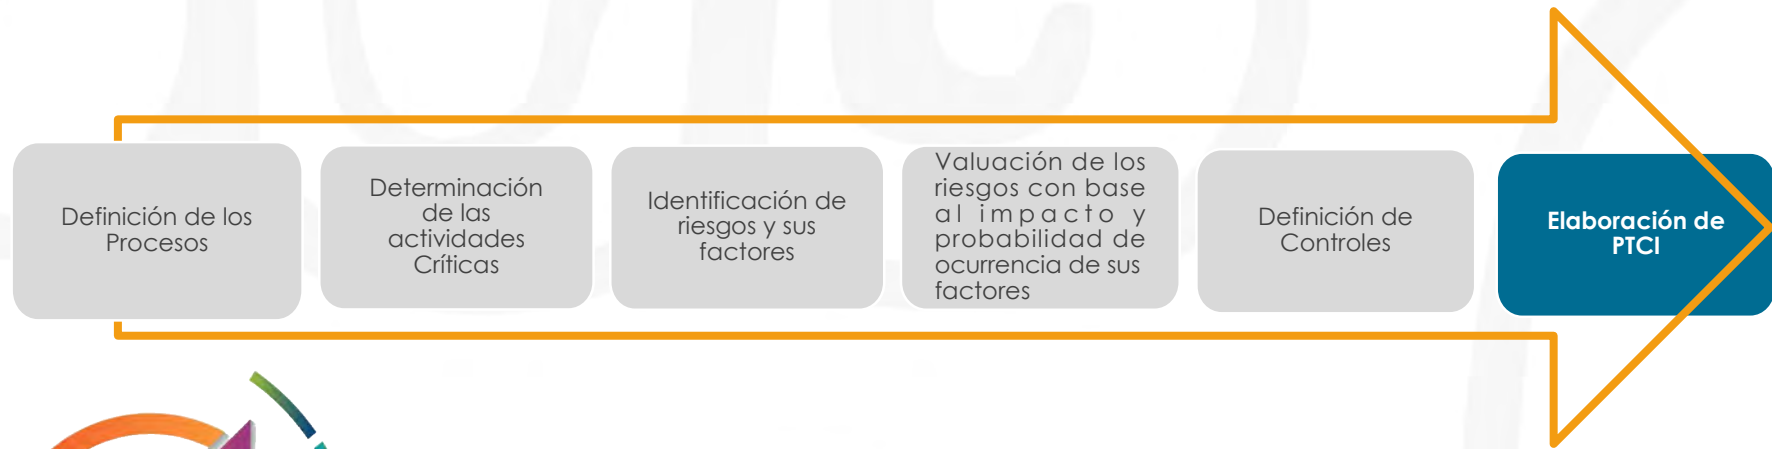 Definición de los
Procesos
Determinación
de las
actividades
Críticas
Identificación de
riesgos y sus
factores
Valuación de los
riesgos con base
al impacto y
probabilidad de
ocurrencia de sus
factores
Definición de
Controles
Elaboración de
PTCI